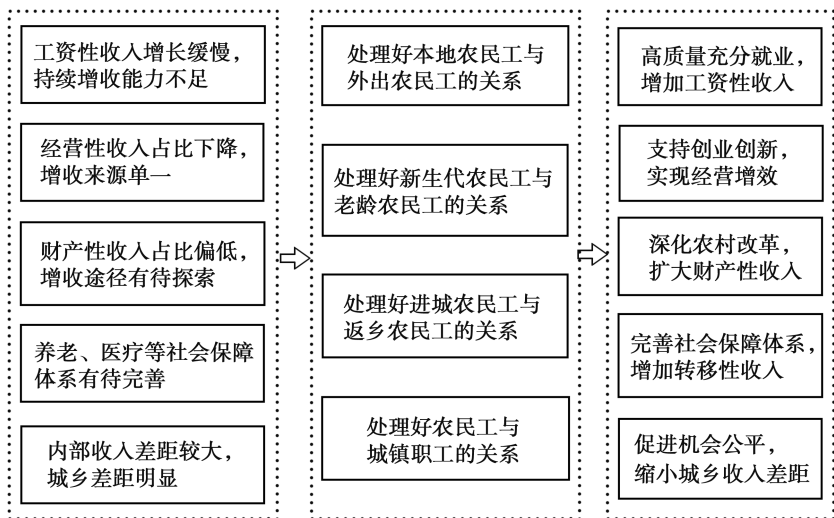 工资性收入增长缓慢，
持续增收能力不足
经营性收入占比下降，
增收来源单一
财产性收入占比偏低，
增收途径有待探索
养老、医疗等社会保障
体系有待完善
内部收入差距较大，
城乡差距明显
处理好本地农民工与
外出农民工的关系
处理好新生代农民工与
老龄农民工的关系
处理好进城农民工与
返乡农民工的关系
处理好农民工与
城镇职工的关系
高质量充分就业，
增加工资性收入
支持创业创新，
实现经营增效
深化农村改革，
扩大财产性收入
完善社会保障体系，
增加转移性收入
促进机会公平，
缩小城乡收入差距